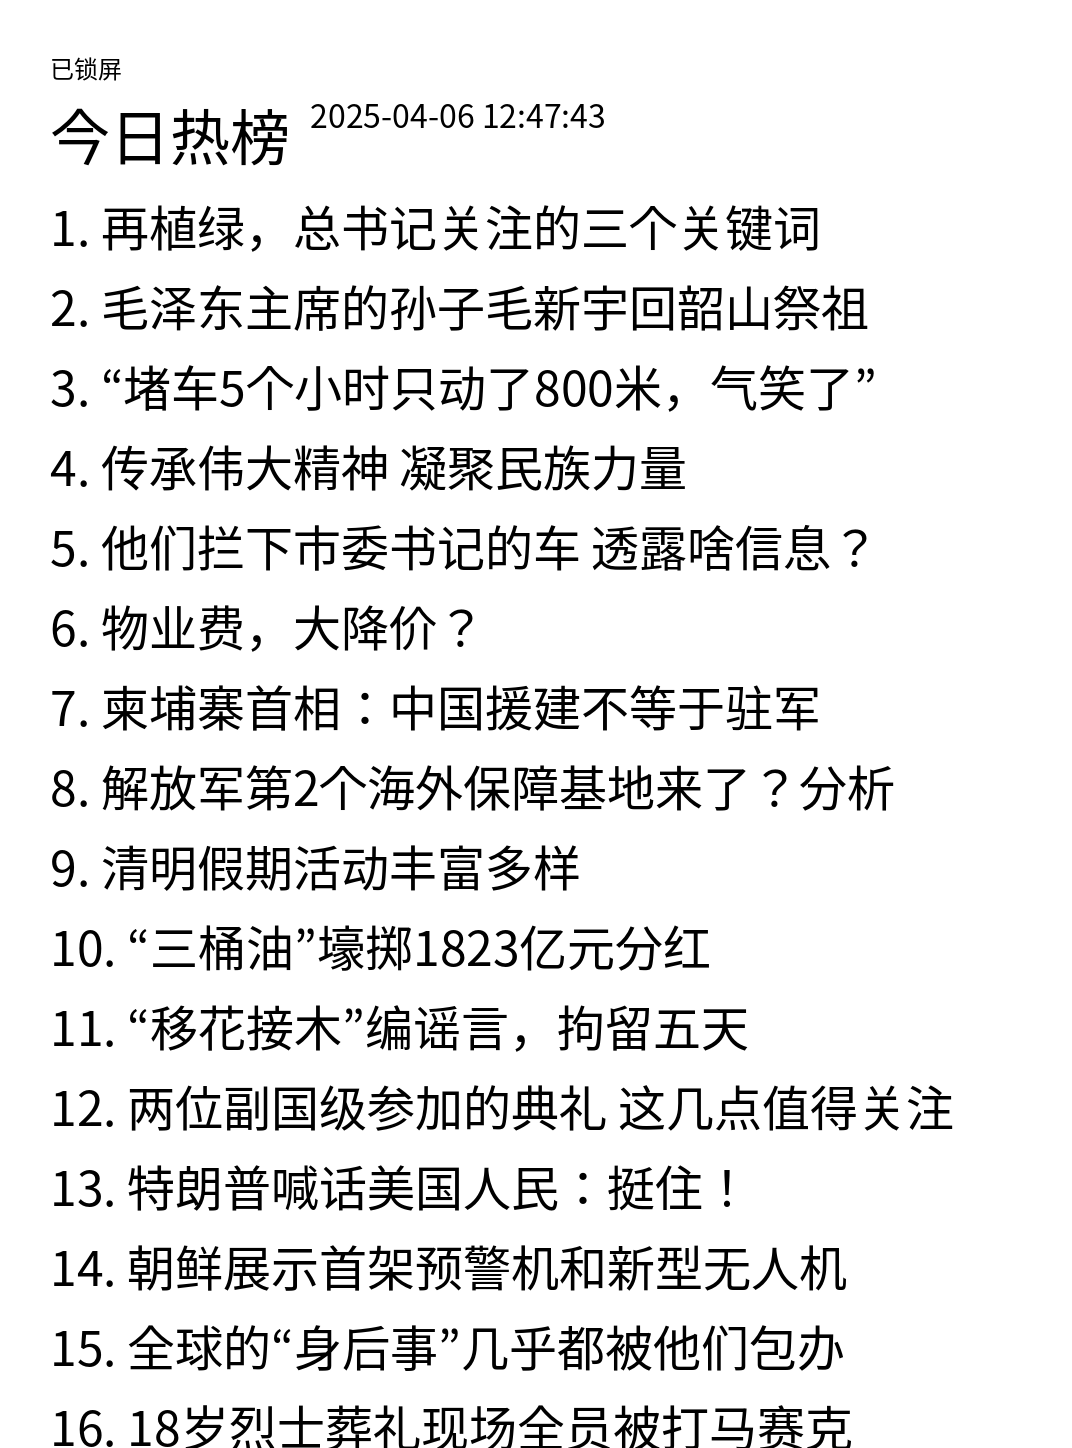 已锁屏
今日热榜 2025-04-06 12:47:43
1. 再植绿，总书记关注的三个关键词
2. 毛泽东主席的孙子毛新宇回韶山祭祖
3. “堵车5个小时只动了800米，气笑了”
4. 传承伟大精神 凝聚民族力量
5. 他们拦下市委书记的车 透露啥信息？
6. 物业费，大降价？
7. 柬埔寨首相：中国援建不等于驻军
8. 解放军第2个海外保障基地来了？分析
9. 清明假期活动丰富多样
10. “三桶油”壕掷1823亿元分红
11. “移花接木”编谣言，拘留五天
12. 两位副国级参加的典礼 这几点值得关注
13. 特朗普喊话美国人民：挺住！
14. 朝鲜展示首架预警机和新型无人机
15. 全球的“身后事”几乎都被他们包办
16. 18岁烈士葬礼现场全员被打马赛克